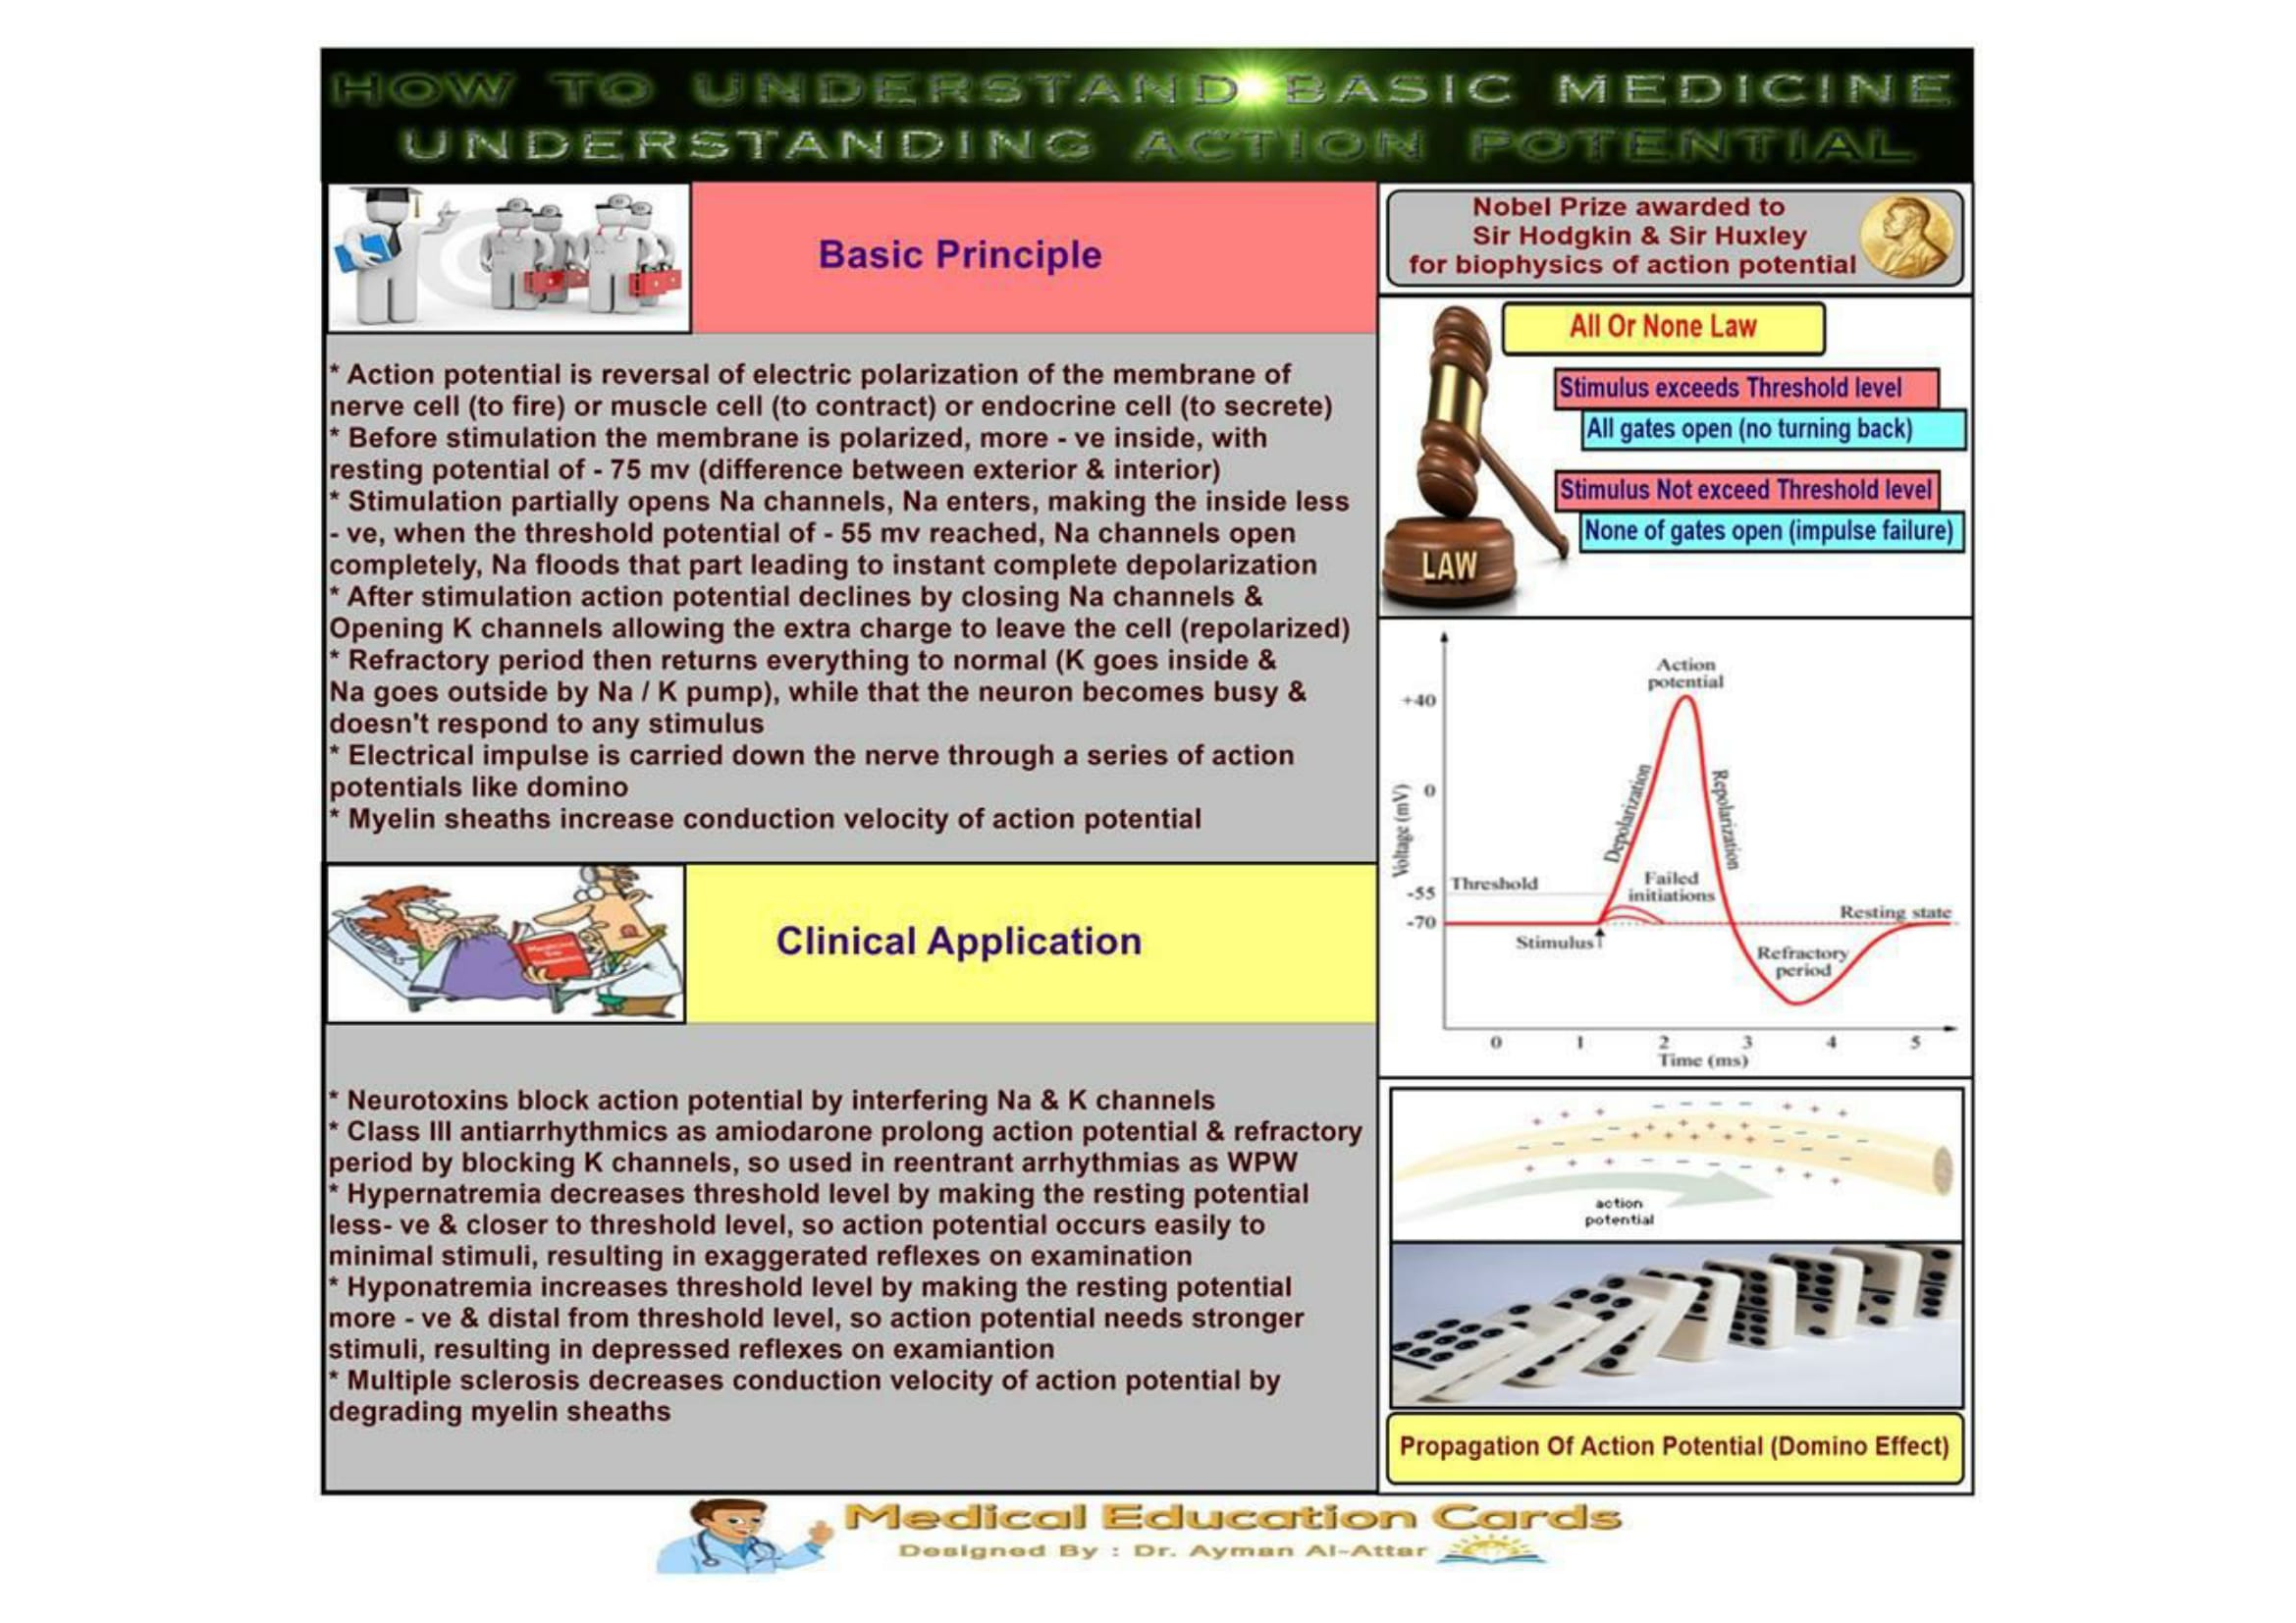 HOW TO UNDERSTAND BASIC MEDICINE
UNDERSTANDING ACTION POTENTIAL
Basic Principle
* Action potential is reversal of electric polarization of the membrane of
nerve cell (to fire) or muscle cell (to contract) or endocrine cell (to secrete)
* Before stimulation the membrane is polarized, more - ve inside, with
resting potential of - 75 mv (difference between exterior & interior)
* Stimulation partially opens Na channels, Na enters, making the inside less
- ve, when the threshold potential of - 55 mv reached, Na channels open
completely, Na floods that part leading to instant complete depolarization
* After stimulation action potential declines by closing Na channels &
Opening K channels allowing the extra charge to leave the cell (repolarized)
* Refractory period then returns everything to normal (K goes inside &
Na goes outside by Na / K pump), while that the neuron becomes busy &
doesn't respond to any stimulus
* Electrical impulse is carried down the nerve through a series of action
potentials like domino
* Myelin sheaths increase conduction velocity of action potential
Clinical Application
* Neurotoxins block action potential by interfering Na & K channels
* Class III antiarrhythmics as amiodarone prolong action potential & refractory
period by blocking K channels, so used in reentrant arrhythmias as WPW
* Hypernatremia decreases threshold level by making the resting potential
less- ve & closer to threshold level, so action potential occurs easily to
minimal stimuli, resulting in exaggerated reflexes on examination
* Hyponatremia increases threshold level by making the resting potential
more - ve & distal from threshold level, so action potential needs stronger
stimuli, resulting in depressed reflexes on examiantion
* Multiple sclerosis decreases conduction velocity of action potential by
degrading myelin sheaths
Nobel Prize awarded to
Sir Hodgkin & Sir Huxley
for biophysics of action potential
All Or None Law
Stimulus exceeds Threshold level
All gates open (no turning back)
Stimulus Not exceed Threshold level
None of gates open (impulse failure)
LAW
Action
potential
+40
0
-55
-70
Voltage (mV)
Depolarization
Repolarization
Threshold
Failed
initiations
Resting state
Stimulus
Refractory
period
0 1 2 3 4 5
Time (ms)
action
potential
Propagation Of Action Potential (Domino Effect)
Medical Education Cards
Designed By : Dr. Ayman Al-Attar